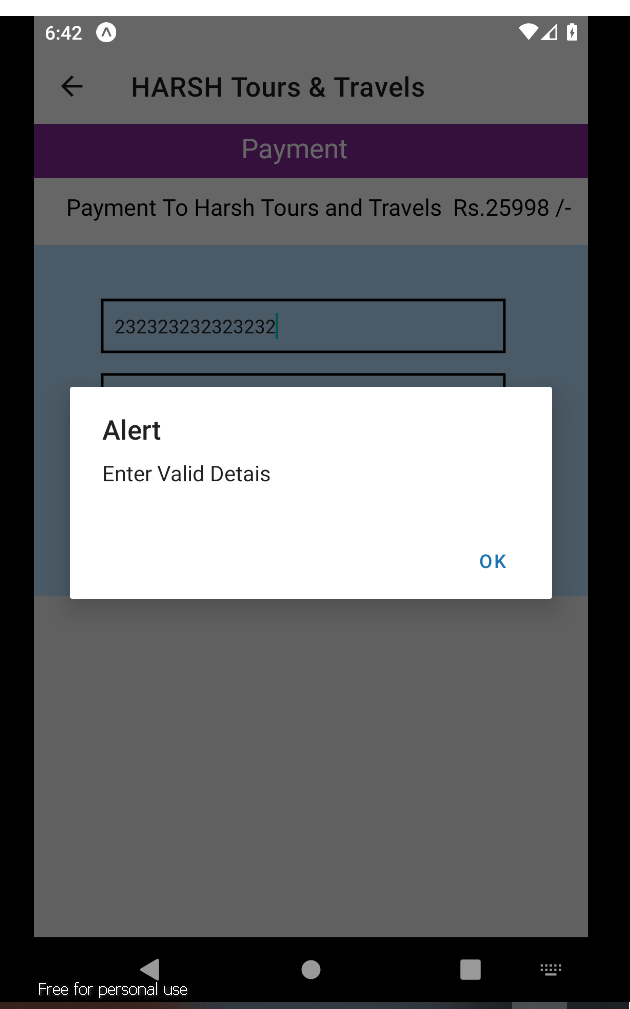 6:42
HARSH Tours & Travels
Payment
Payment To Harsh Tours and Travels Rs.25998 /-
232323232323232
Alert
Enter Valid Detais
OK
Free for personal use